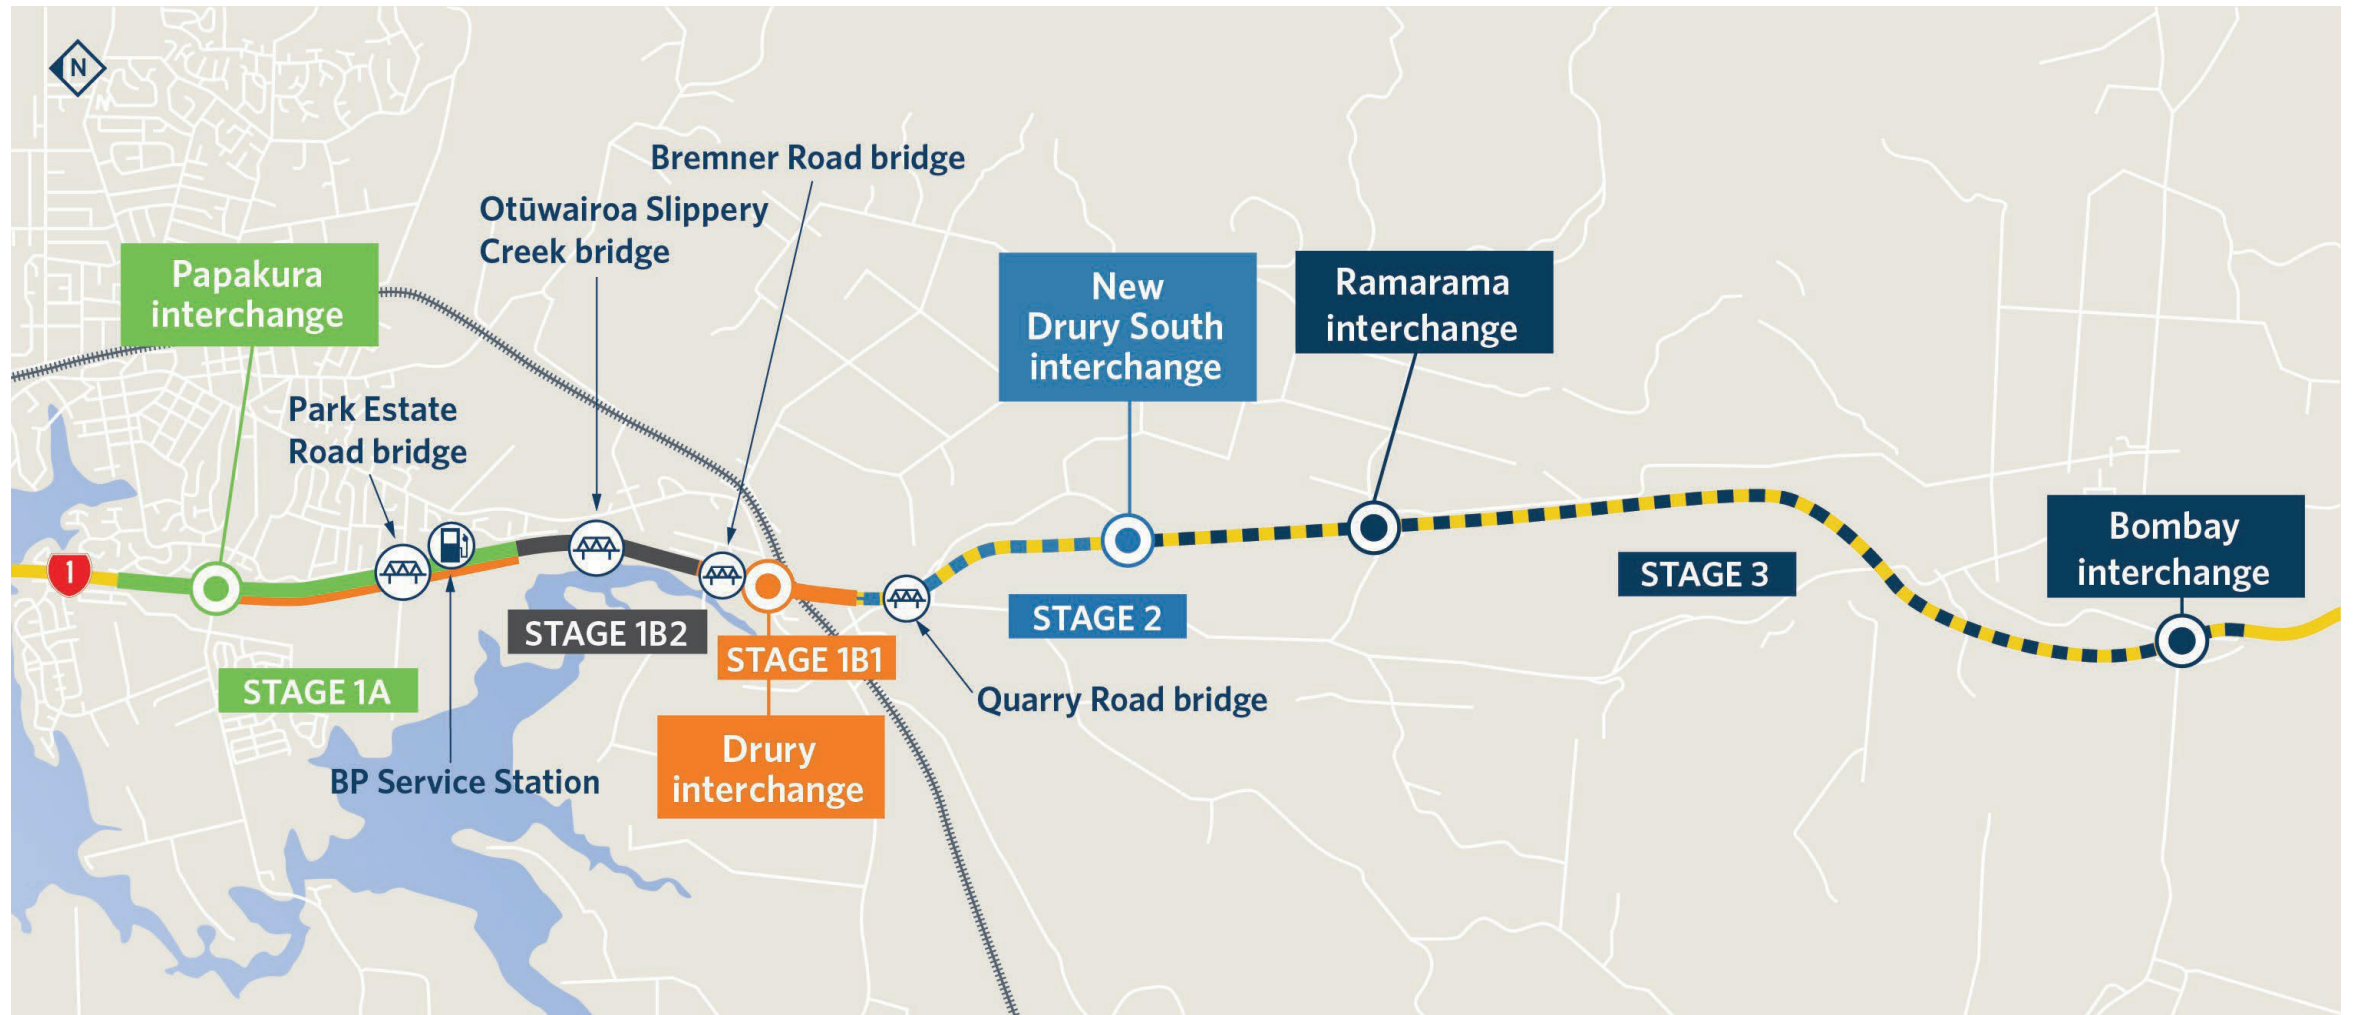 N
Bremner Road bridge
Otūwairoa Slippery
Creek bridge
Papakura
interchange
New
Drury South
interchange
Ramarama
interchange
Park Estate
Road bridge
1
Bombay
interchange
STAGE 3
STAGE 2
STAGE 1B2
STAGE 1B1
STAGE 1A
Quarry Road bridge
Drury
interchange
BP Service Station